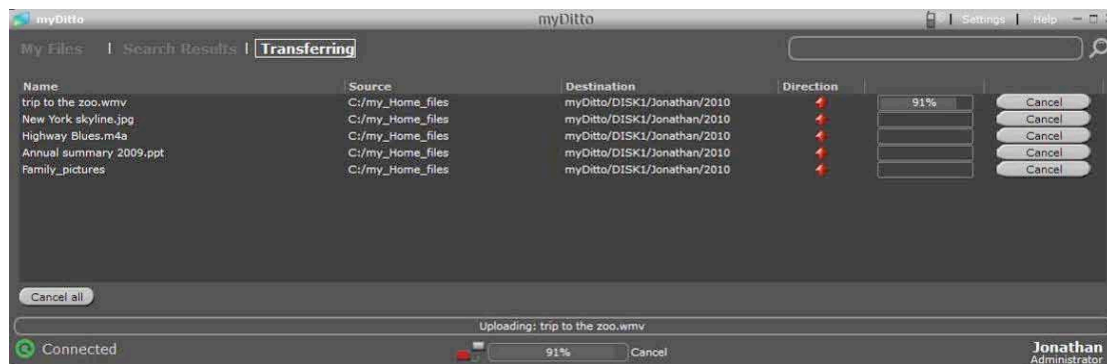 myDitto myDitto | Settings | Help
My Files | Search Results | Transferring
Name Source Destination Direction
trip to the zoo.wmv C:/my_Home_files myDitto/DISK1/Jonathan/2010 91% Cancel
New York skyline.jpg C:/my_Home_files myDitto/DISK1/Jonathan/2010 Cancel
Highway Blues.m4a C:/my_Home_files myDitto/DISK1/Jonathan/2010 Cancel
Annual summary 2009.ppt C:/my_Home_files myDitto/DISK1/Jonathan/2010 Cancel
Family_pictures C:/my_Home_files myDitto/DISK1/Jonathan/2010 Cancel
Cancel all
Uploading: trip to the zoo.wmv
Connected 91% Cancel Jonathan
Administrator